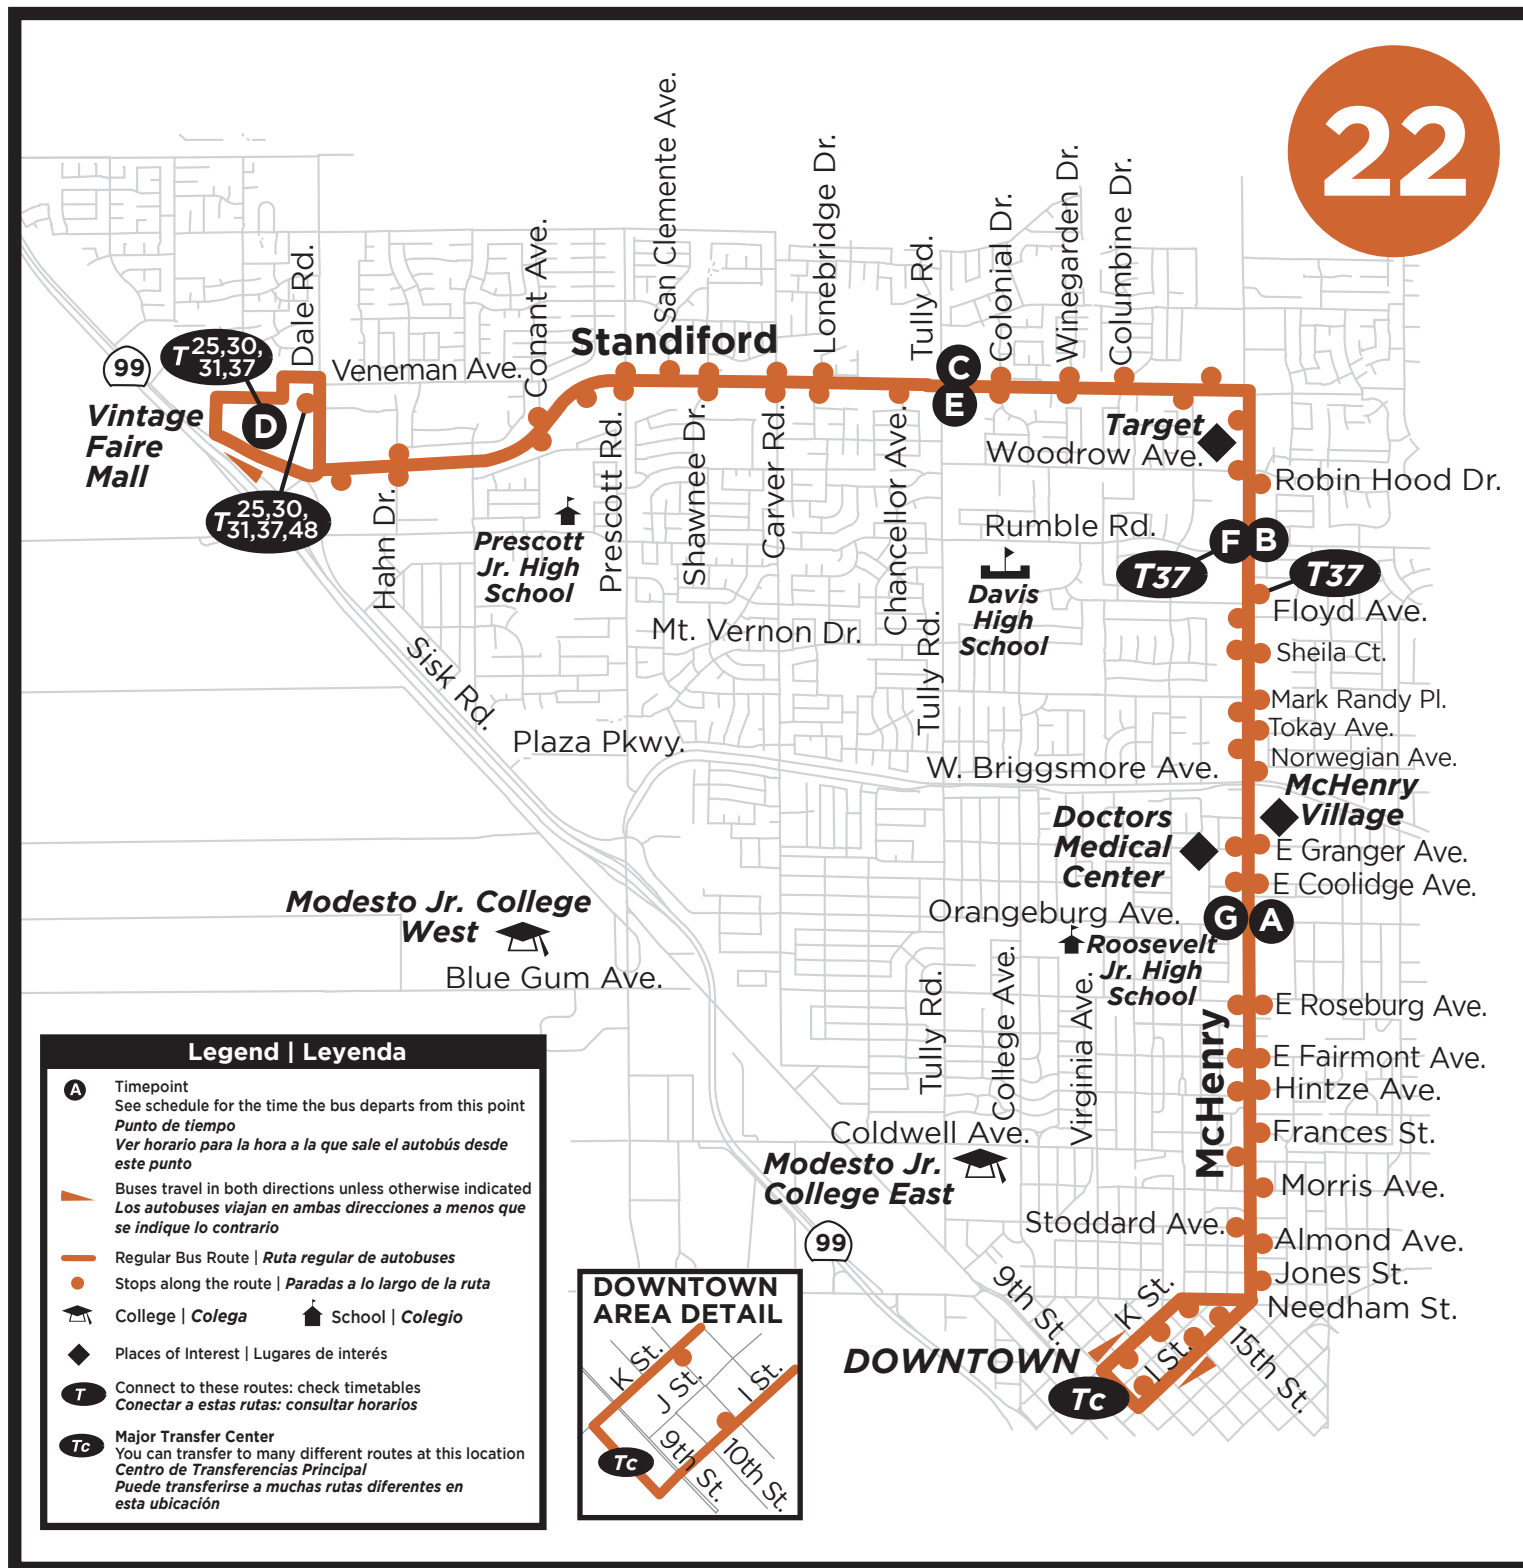 22
San Clemente Ave.
Lonebridge Dr.
Winegarden Dr.
Columbine Dr.
Colonial Dr.
Tully Rd.
Conant Ave.
Dale Rd.
Standiford
T 25,30,
31,37
99
Veneman Ave.
C
E
Vintage
Faire
Mall
D
Target
Woodrow Ave.
Robin Hood Dr.
T 25,30,
31,37,48
Hahn Dr.
Prescott
Jr. High
School
Prescott Rd.
Shawnee Dr.
Carver Rd.
Chancellor Ave.
Rumble Rd.
F
B
T37
T37
Davis
High
School
Floyd Ave.
Mt. Vernon Dr.
Tully Rd.
Sheila Ct.
Sisk Rd.
Mark Randy Pl.
Tokay Ave.
Plaza Pkwy.
Norwegian Ave.
W. Briggsmore Ave.
McHenry
Village
Doctors
Medical
Center
E Granger Ave.
E Coolidge Ave.
Modesto Jr. College
West
Orangeburg Ave.
G
A
Roosevelt
Jr. High
School
Blue Gum Ave.
Tully Rd.
College Ave.
Virginia Ave.
McHenry
E Roseburg Ave.
E Fairmont Ave.
Hintze Ave.
Coldwell Ave.
Frances St.
Modesto Jr.
College East
Morris Ave.
Stoddard Ave.
99
Almond Ave.
Jones St.
9th St.
K St.
Needham St.
DOWNTOWN
I St.
15th St.
Tc
Legend | Leyenda
A
Timepoint
See schedule for the time the bus departs from this point
Punto de tiempo
Ver horario para la hora a la que sale el autobús desde
este punto
Buses travel in both directions unless otherwise indicated
Los autobuses viajan en ambas direcciones a menos que
se indique lo contrario
Regular Bus Route | Ruta regular de autobuses
Stops along the route | Paradas a lo largo de la ruta
College | Colega
School | Colegio
Places of Interest | Lugares de interés
T
Connect to these routes: check timetables
Conectar a estas rutas: consultar horarios
Tc
Major Transfer Center
You can transfer to many different routes at this location
Centro de Transferencias Principal
Puede transferirse a muchas rutas diferentes en
esta ubicación
DOWNTOWN
AREA DETAIL
K St.
J St.
I St.
9th St.
10th St.
Tc